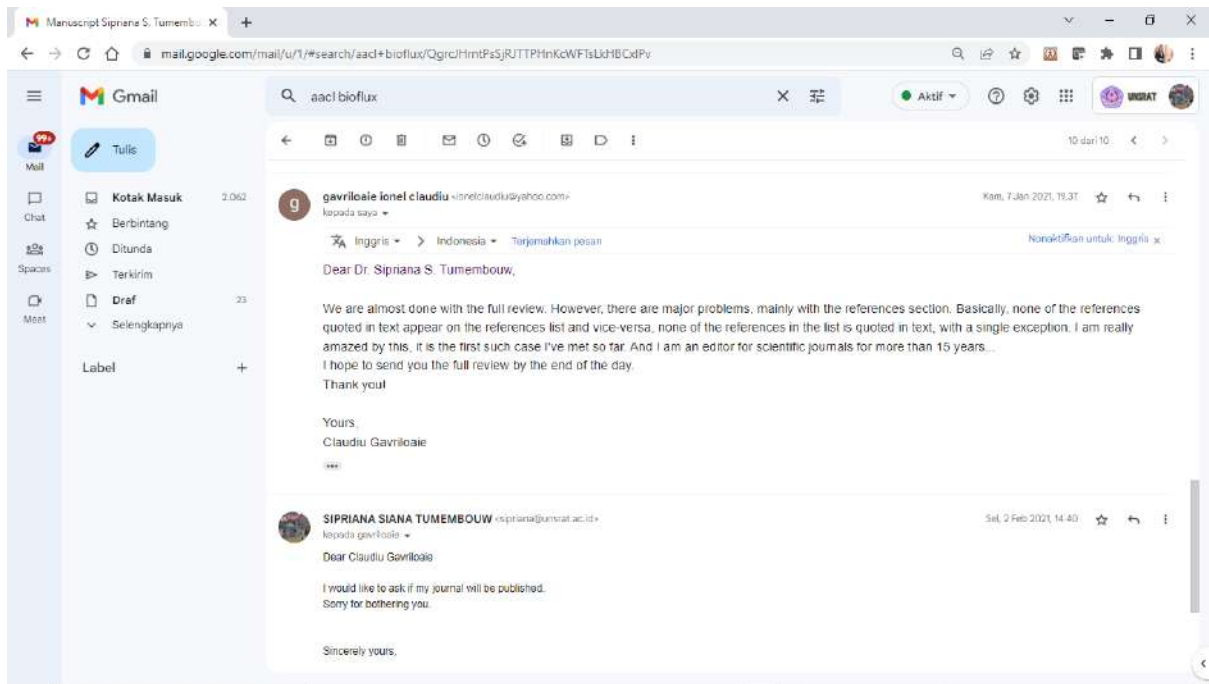 Manuscript Sipriana S. Tumembo
mail.google.com/mail/u/1/#search/aacl+bioflux/
Gmail
aacl bioflux
Aktif
UNSRAT
99+
Mail
Tulis
10 dari 10
Chat
Kotak Masuk 2.062
Berbintang
Spaces
Ditunda
Terkirim
Meet
Draf 23
Selengkapnya
Label
g
gavriloaie ionel claudiu <ionelclaudiu@yahoo.com>
Kam, 7 Jan 2021, 19.37
kepada saya
Inggris > Indonesia Terjemahkan pesan
Nonaktifkan untuk: Inggris x
Dear Dr. Sipriana S. Tumembouw,
We are almost done with the full review. However, there are major problems, mainly with the references section. Basically, none of the references
quoted in text appear on the references list and vice-versa, none of the references in the list is quoted in text, with a single exception. I am really
amazed by this, it is the first such case I've met so far. And I am an editor for scientific journals for more than 15 years...
I hope to send you the full review by the end of the day.
Thank you!
Yours,
Claudiu Gavriloaie
SIPRIANA SIANA TUMEMBOUW <sipriana@unsrat.ac.id>
Sel, 2 Feb 2021, 14.40
kepada gavriloaie
Dear Claudiu Gavriloaie
I would like to ask if my journal will be published.
Sorry for bothering you.
Sincerely yours,